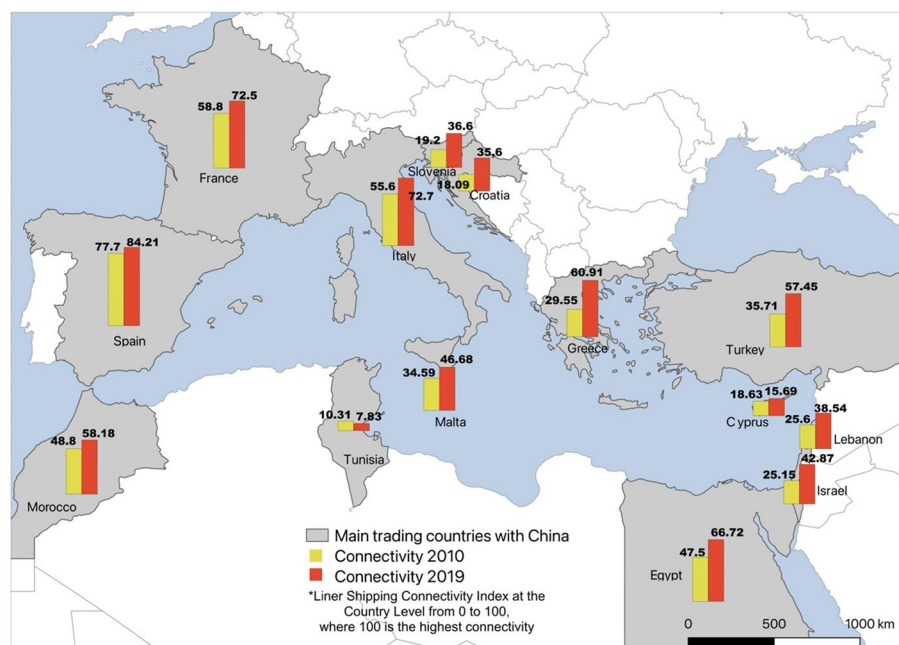 58.8 72.5
France
19.2 36.6
Slovenia
35,6
18.09
Croatia
55.6
72.7
Italy
77.7 84.21
Spain
60.91
29.55
Greece
57.45
35.71
Turkey
46.68
34.59
Malta
18.63 15.69
Cyprus
38.54
25.6
Lebanon
10.31 7.83
Tunisia
48.8 58.18
Morocco
42.87
25.15
Israel
66.72
47.5
Egypt
Main trading countries with China
Connectivity 2010
Connectivity 2019
*Liner Shipping Connectivity Index at the
Country Level from 0 to 100,
where 100 is the highest connectivity
0 500 1000 km